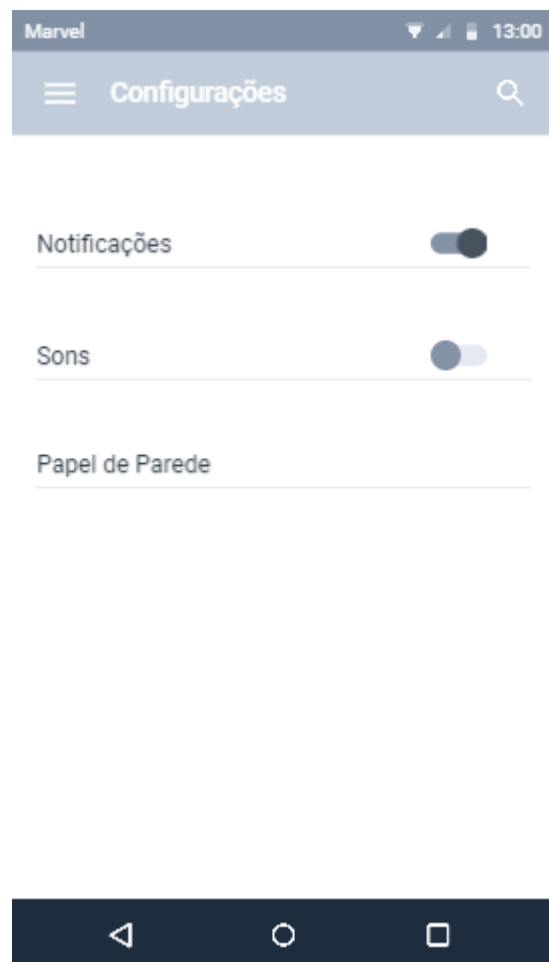 Marvel 13:00
Configurações
Notificações
Sons
Papel de Parede